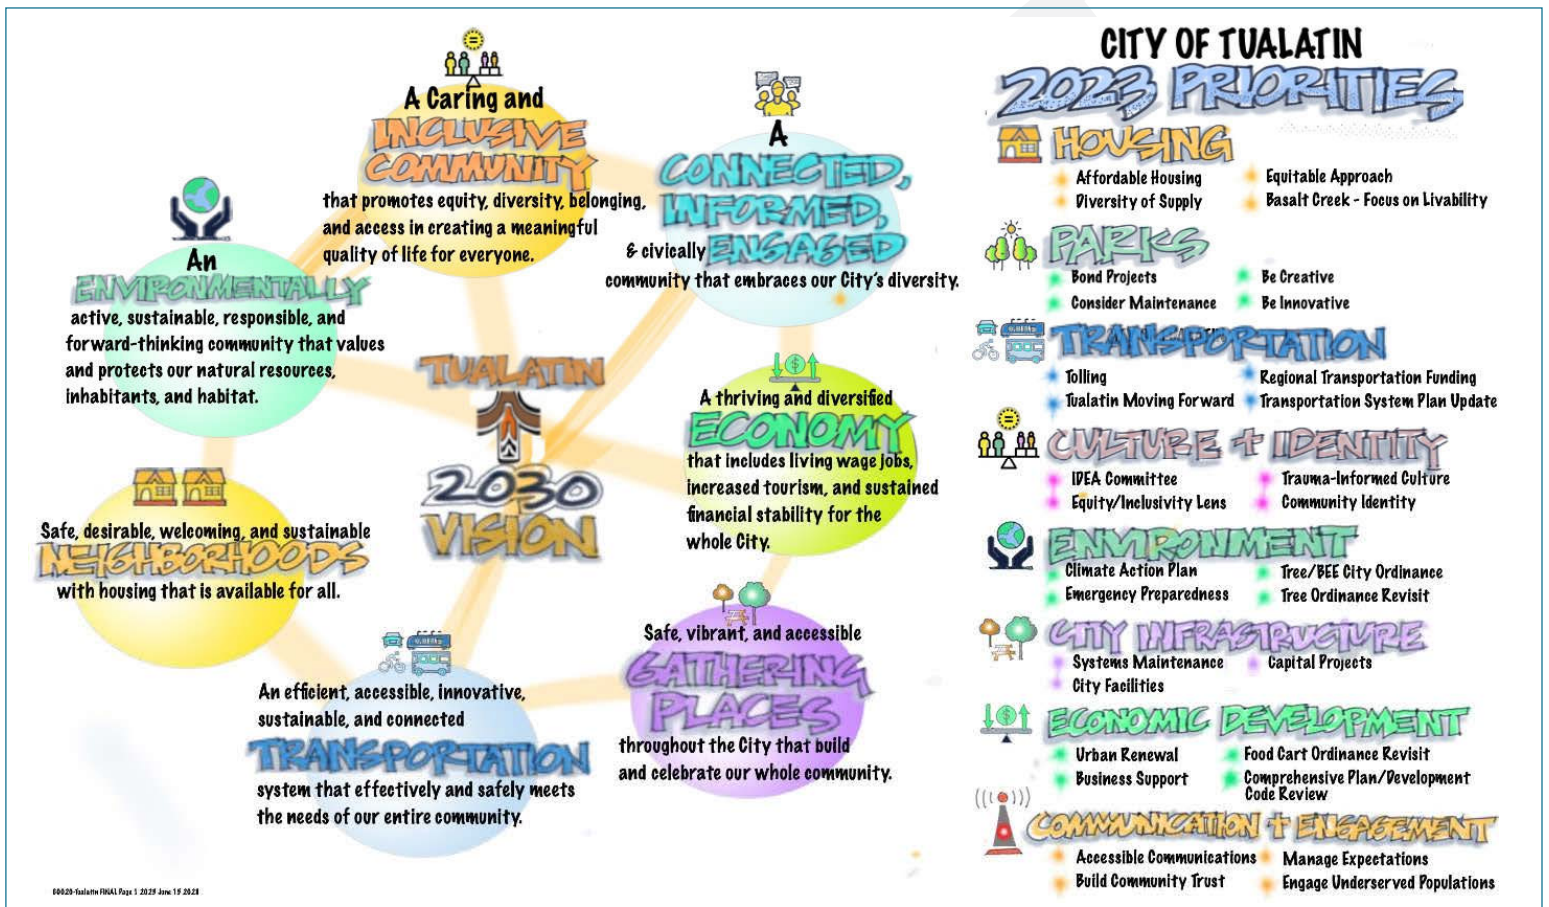 A Caring and
INCLUSIVE
COMMUNITY
that promotes equity, diversity, belonging,
and access in creating a meaningful
quality of life for everyone.
A
CONNECTED,
INFORMED,
& civically ENGAGED
community that embraces our City's diversity.
An
ENVIRONMENTALLY
active, sustainable, responsible, and
forward-thinking community that values
and protects our natural resources,
inhabitants, and habitat.
TUALATIN
2030
VISION
A thriving and diversified
ECONOMY
that includes living wage jobs,
increased tourism, and sustained
financial stability for the
whole City.
Safe, desirable, welcoming, and sustainable
NEIGHBORHOODS
with housing that is available for all.
An efficient, accessible, innovative,
sustainable, and connected
TRANSPORTATION
system that effectively and safely meets
the needs of our entire community.
Safe, vibrant, and accessible
GATHERING
PLACES
throughout the City that build
and celebrate our whole community.
CITY OF TUALATIN
2023 PRIORITIES
HOUSING
Affordable Housing
Diversity of Supply
Equitable Approach
Basalt Creek - Focus on Livability
PARKS
Bond Projects
Consider Maintenance
Be Creative
Be Innovative
TRANSPORTATION
Tolling
Tualatin Moving Forward
Regional Transportation Funding
Transportation System Plan Update
CULTURE + IDENTITY
IDEA Committee
Equity/Inclusivity Lens
Trauma-Informed Culture
Community Identity
ENVIRONMENT
Climate Action Plan
Emergency Preparedness
Tree/BEE City Ordinance
Tree Ordinance Revisit
CITY INFRASTRUCTURE
Systems Maintenance
City Facilities
Capital Projects
ECONOMIC DEVELOPMENT
Urban Renewal
Business Support
Food Cart Ordinance Revisit
Comprehensive Plan/Development
Code Review
COMMUNICATION + ENGAGEMENT
Accessible Communications
Build Community Trust
Manage Expectations
Engage Underserved Populations
Tualatin FINAL Page 1 2023 June 15 2023